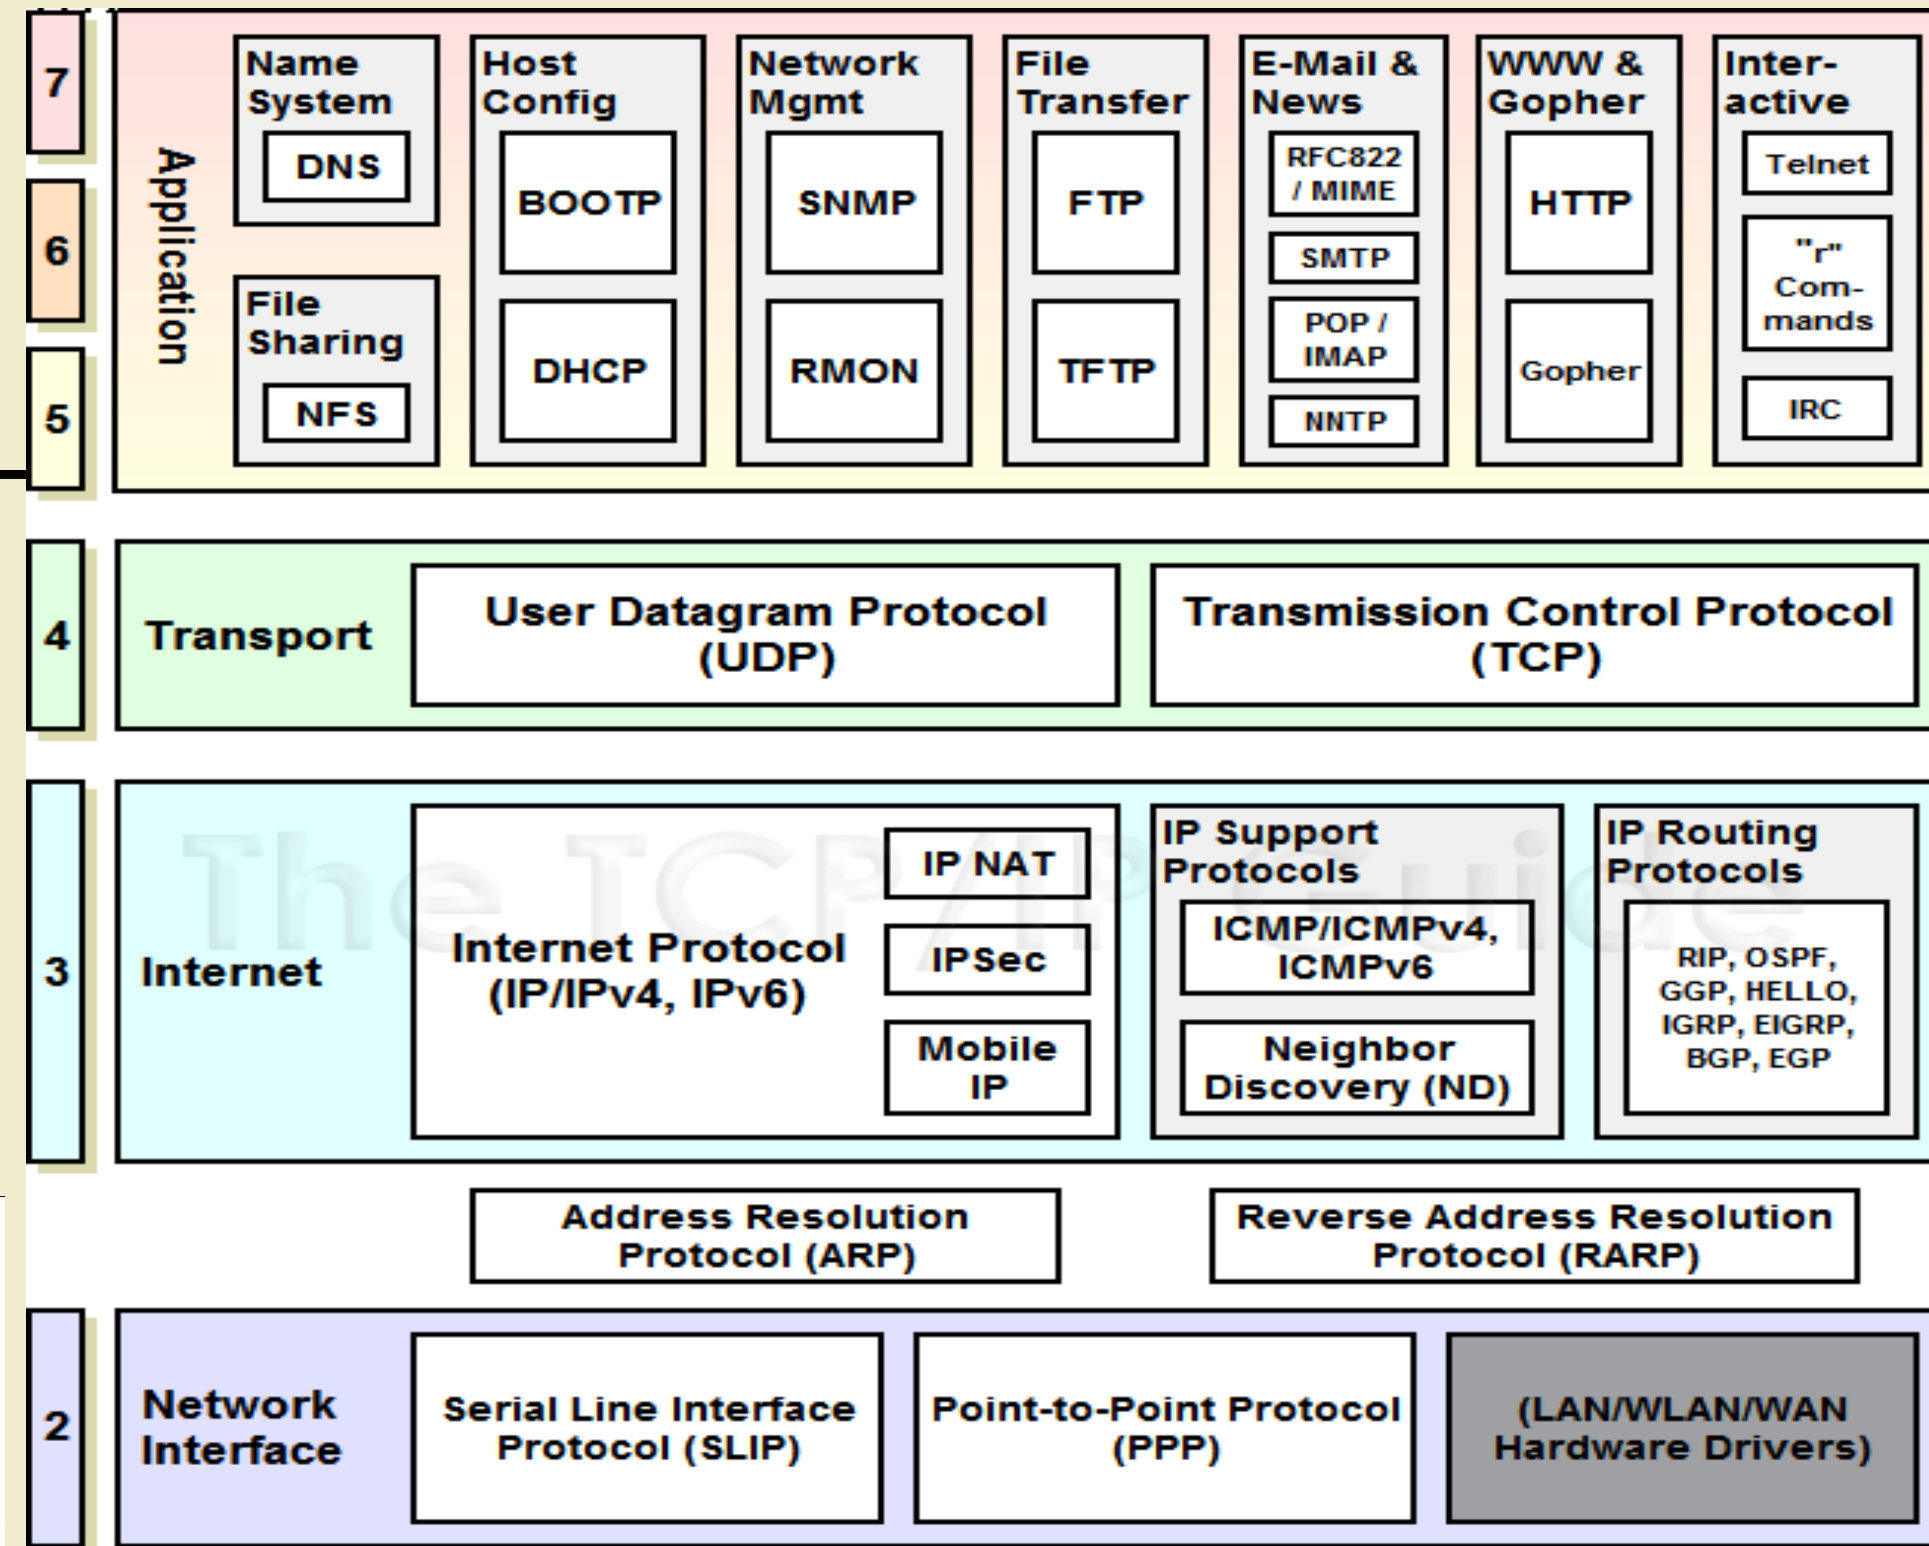 7
6
5
Application
Name
System
DNS
File
Sharing
NFS
Host
Config
BOOTP
DHCP
Network
Mgmt
SNMP
RMON
File
Transfer
FTP
TFTP
E-Mail &
News
RFC822
/ MIME
SMTP
POP /
IMAP
NNTP
WWW &
Gopher
HTTP
Gopher
Inter-
active
Telnet
"r"
Com-
mands
IRC
4
Transport
User Datagram Protocol
(UDP)
Transmission Control Protocol
(TCP)
3
Internet
Internet Protocol
(IP/IPv4, IPv6)
IP NAT
IPSec
Mobile
IP
IP Support
Protocols
ICMP/ICMPv4,
ICMPv6
Neighbor
Discovery (ND)
IP Routing
Protocols
RIP, OSPF,
GGP, HELLO,
IGRP, EIGRP,
BGP, EGP
The TCP/IP Guide
Address Resolution
Protocol (ARP)
Reverse Address Resolution
Protocol (RARP)
2
Network
Interface
Serial Line Interface
Protocol (SLIP)
Point-to-Point Protocol
(PPP)
(LAN/WLAN/WAN
Hardware Drivers)